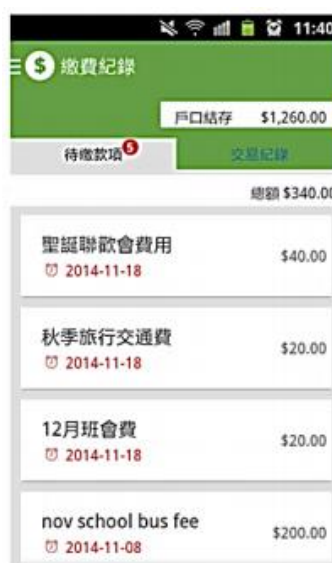 11:40
$ 繳費紀錄
戶口結存 $1,260.00
待繳款項 5 交易紀錄
總額 $340.00
聖誕聯歡會費用 $40.00
2014-11-18
秋季旅行交通費 $20.00
2014-11-18
12月班會費 $20.00
2014-11-18
nov school bus fee $200.00
2014-11-08